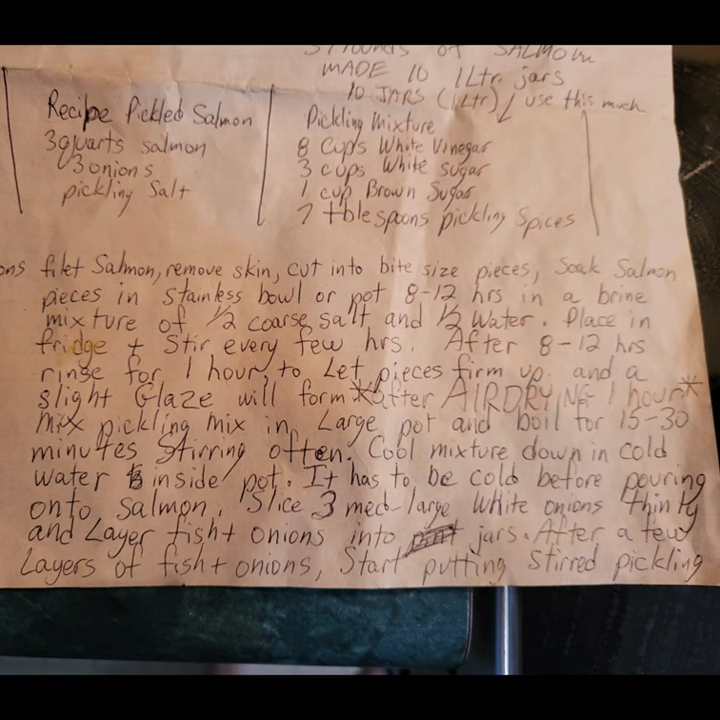 Pounds of SALMON
MADE 10 1Ltr. jars
10 JARS (1Ltr) ↓ use this much
Recipe Pickled Salmon
3 quarts salmon
3 onions
pickling Salt
Pickling Mixture
8 Cups White Vinegar
3 cups White sugar
1 cup Brown Sugar
7 tblespoons pickling Spices
ons filet Salmon, remove skin, cut into bite size pieces, Soak Salmon
pieces in Stainless bowl or pot 8-12 hrs in a brine
mixture of 1/2 coarse salt and 1/2 Water. Place in
fridge + Stir every few hrs. After 8-12 hrs
rinse for 1 hour, to Let pieces firm up. and a
slight Glaze will form *after AIRDRYING 1 hour*
Mix pickling mix in Large pot and boil for 15-30
minutes Stirring often. Cool mixture down in cold
water inside pot. It has to be cold before pouring
onto Salmon. Slice 3 med-large White onions thinly
and Layer fish + onions into jars. After a few
Layers of fish + onions, Start putting Stirred pickling